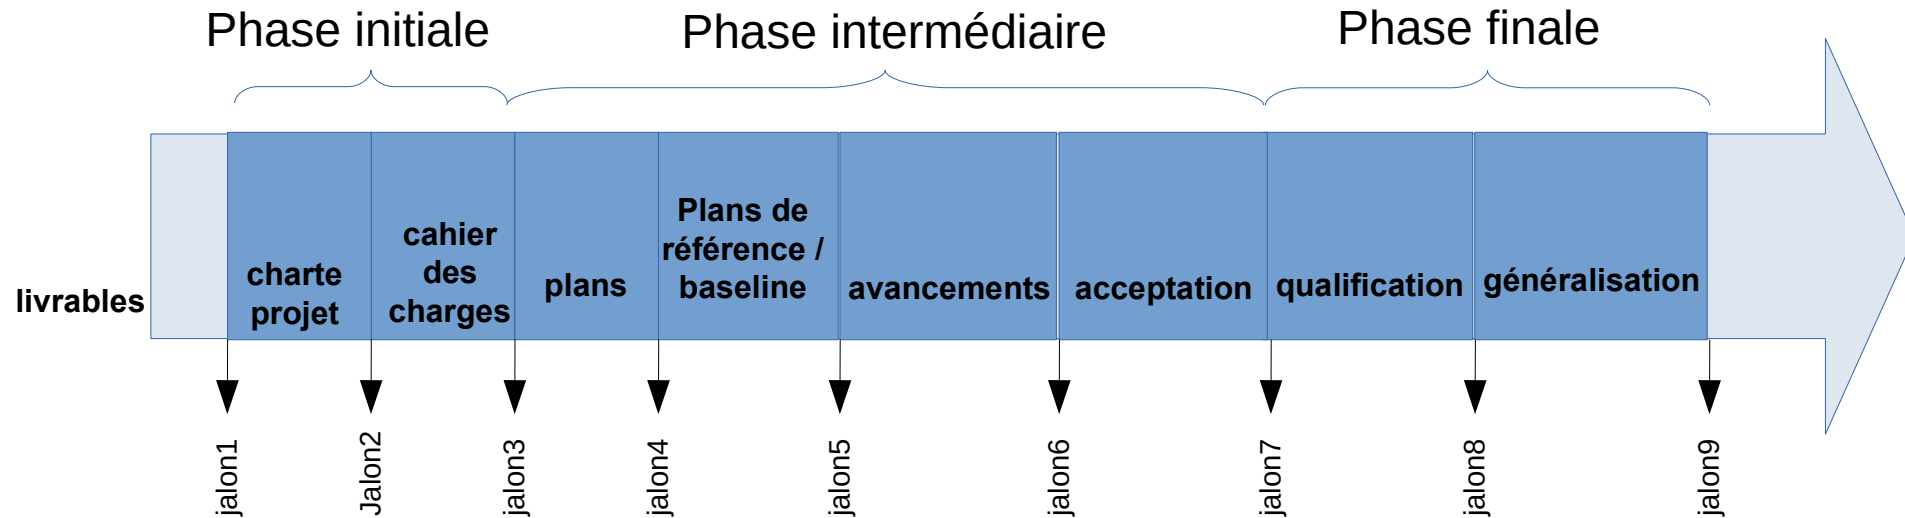 Phase initiale
Phase intermédiaire
Phase finale
livrables
charte
projet
cahier
des
charges
plans
Plans de
référence /
baseline
avancements
acceptation
qualification
généralisation
jalon1
Jalon2
jalon3
jalon4
jalon5
jalon6
jalon7
jalon8
jalon9